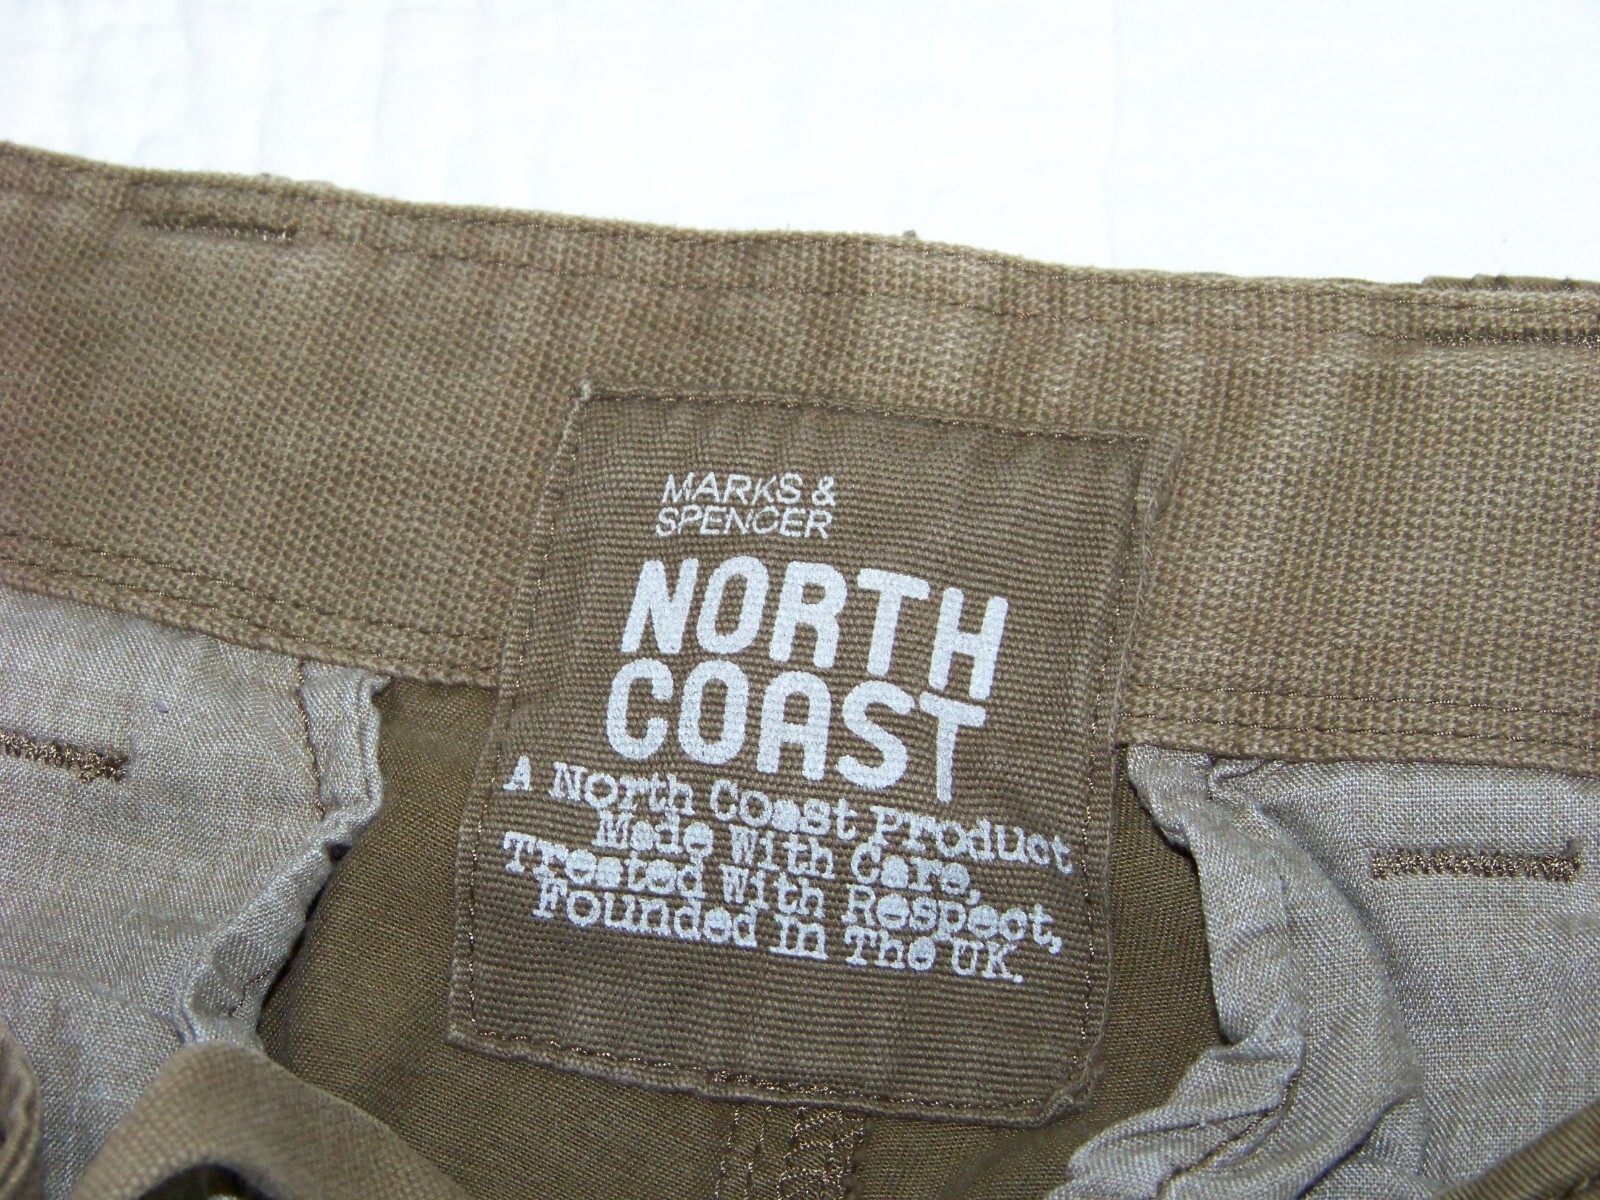 MARKS &
SPENCER
NORTH
COAST
A North Coast Product
Made With Care,
Treated With Respect,
Founded in The UK.